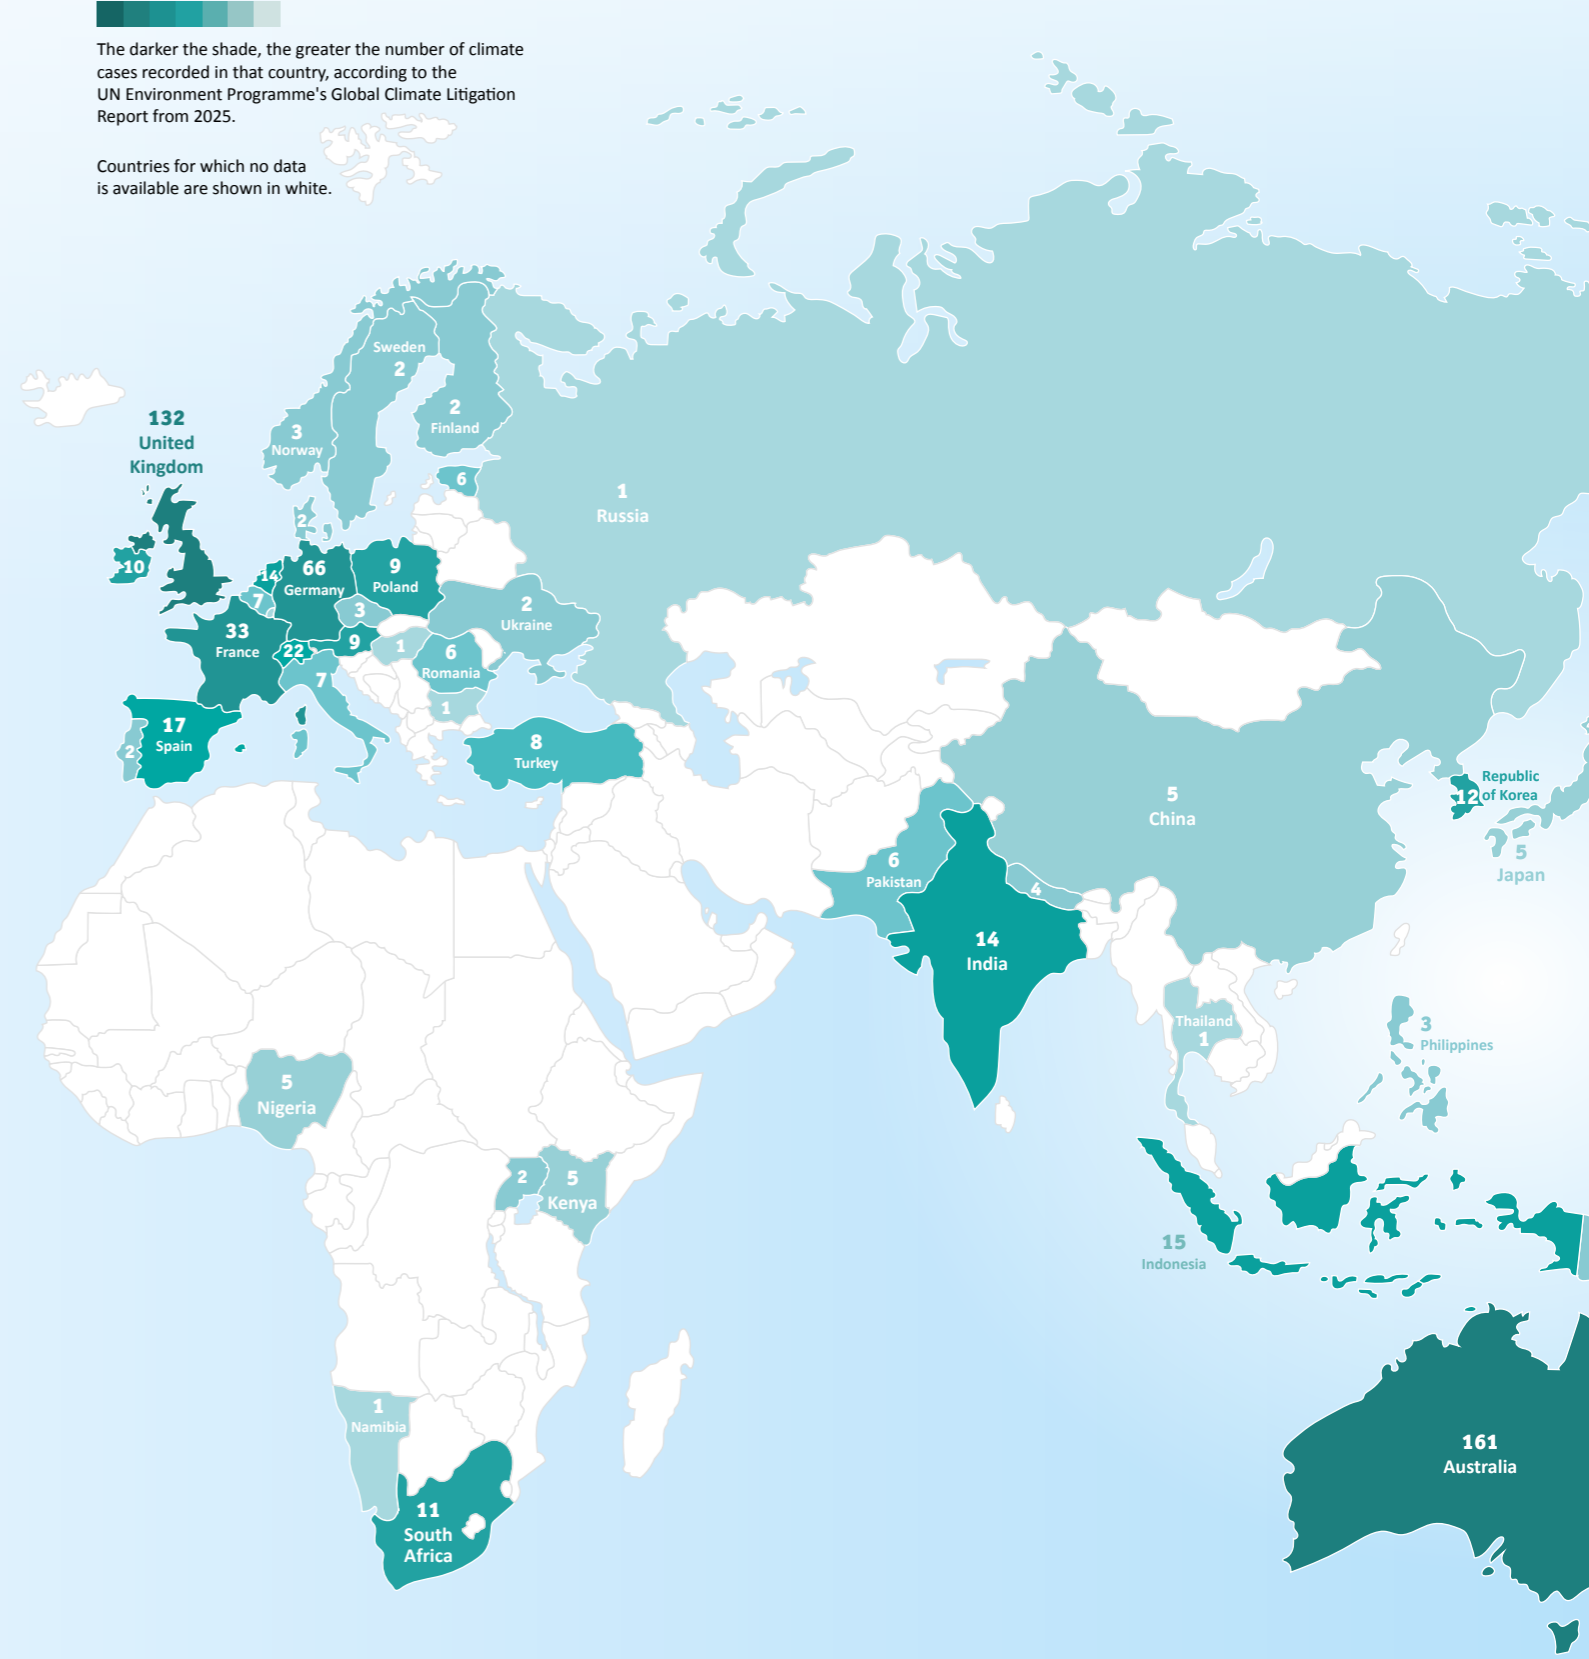 The darker the shade, the greater the number of climate
cases recorded in that country, according to the
UN Environment Programme's Global Climate Litigation
Report from 2025.
Countries for which no data
is available are shown in white.
Sweden
2
132
United
Kingdom
2
Finland
3
Norway
6
1
Russia
2
10
14
66
Germany
9
Poland
7
3
2
Ukraine
33
France
22
9
1
6
Romania
7
1
17
Spain
2
8
Turkey
5
China
Republic
of Korea
12
5
Japan
6
Pakistan
4
14
India
Thailand
1
3
Philippines
5
Nigeria
2
5
Kenya
15
Indonesia
1
Namibia
161
Australia
11
South
Africa